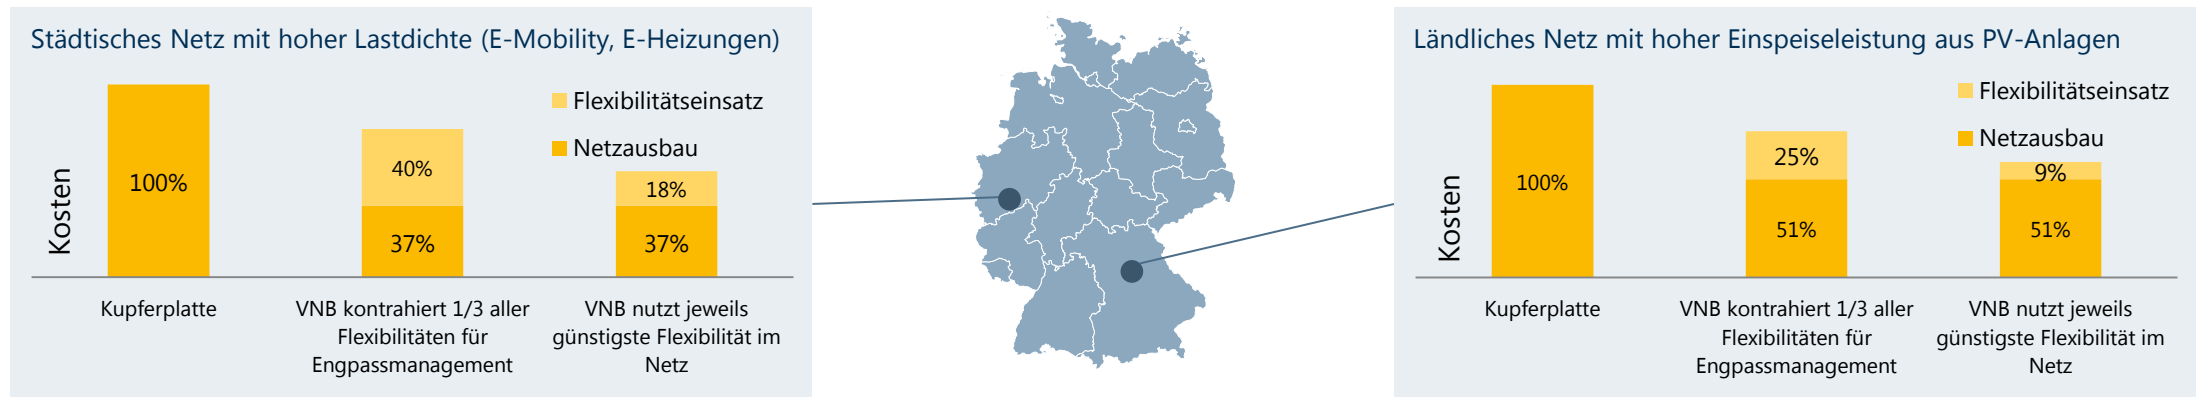 Städtisches Netz mit hoher Lastdichte (E-Mobility, E-Heizungen)
Kosten
100%
40%
37%
18%
37%
Flexibilitätseinsatz
Netzausbau
Kupferplatte
VNB kontrahiert 1/3 aller
Flexibilitäten für
Engpassmanagement
VNB nutzt jeweils
günstigste Flexibilität im
Netz
Ländliches Netz mit hoher Einspeiseleistung aus PV-Anlagen
Kosten
100%
25%
51%
9%
51%
Flexibilitätseinsatz
Netzausbau
Kupferplatte
VNB kontrahiert 1/3 aller
Flexibilitäten für
Engpassmanagement
VNB nutzt jeweils
günstigste Flexibilität im
Netz